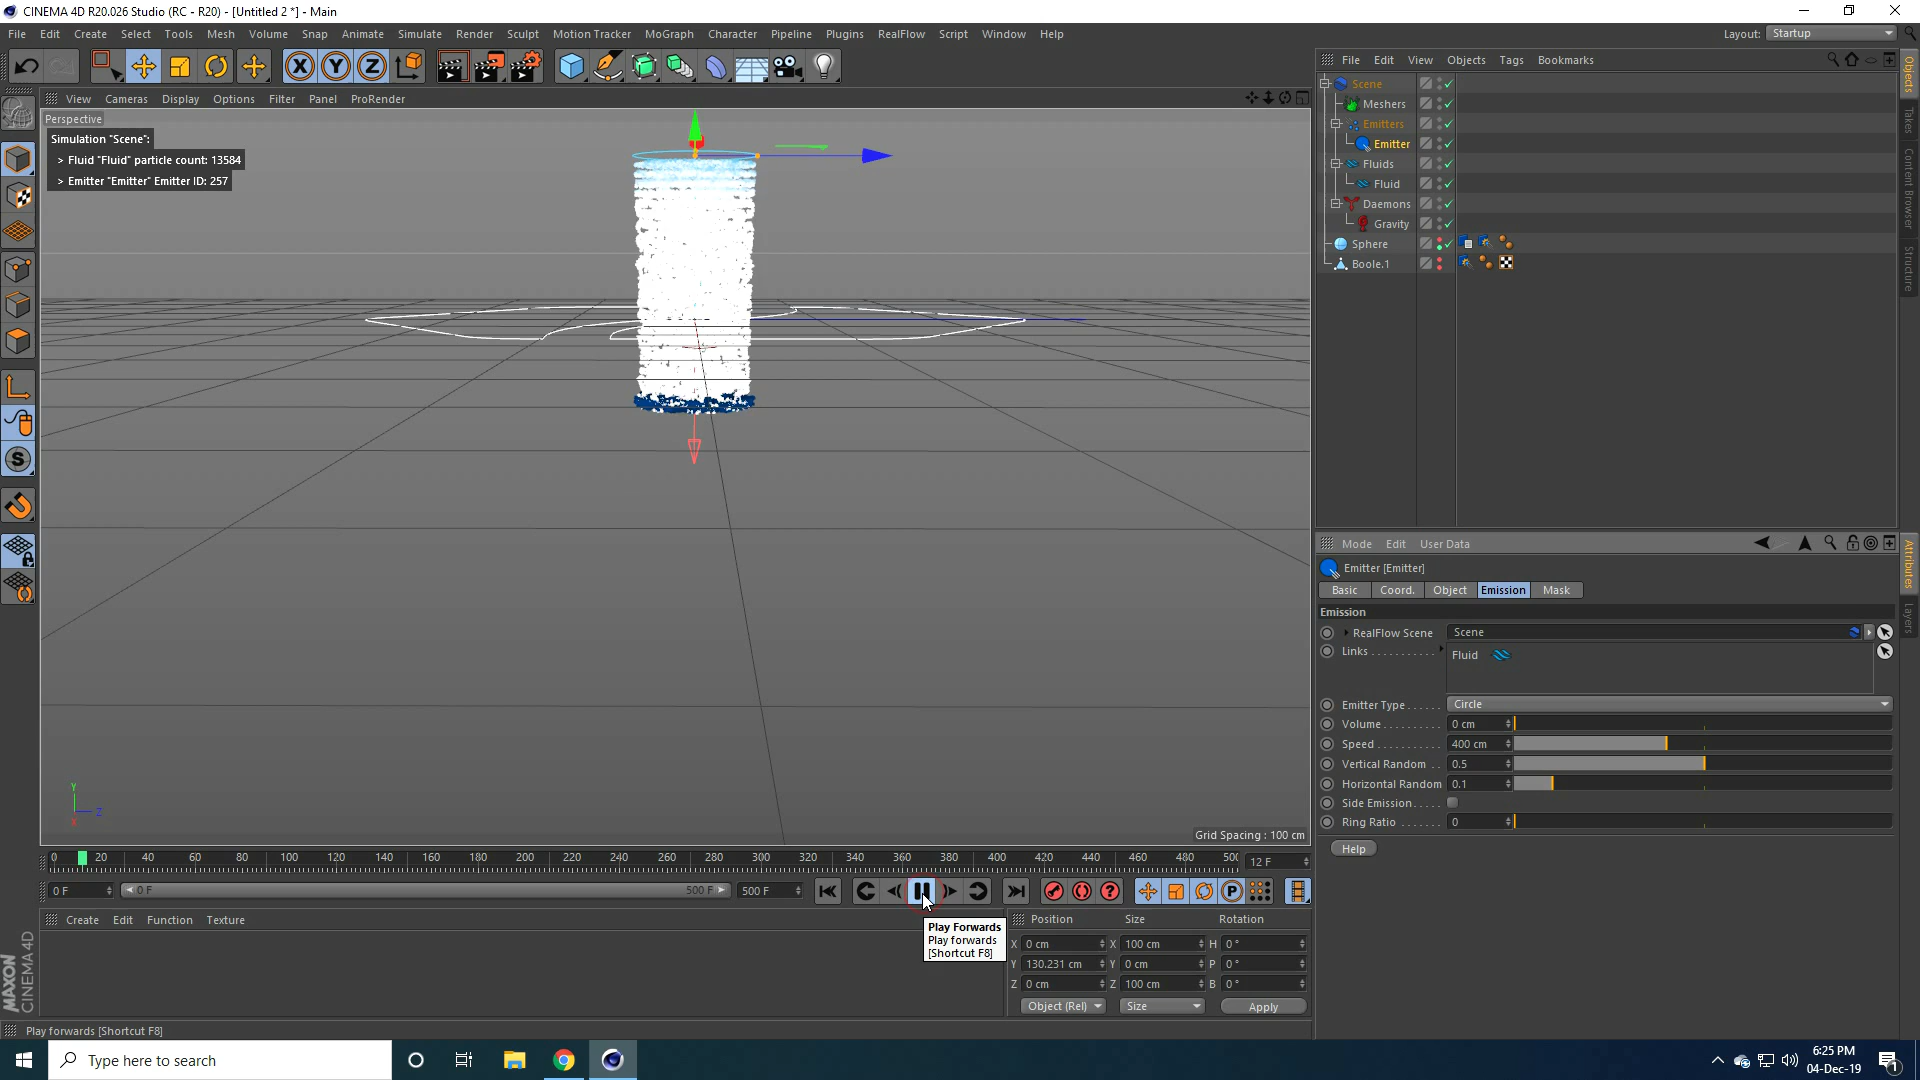 CINEMA 4D R20.026 Studio (RC - R20) - [Untitled 2 *] - Main
File Edit Create Select Tools Mesh Volume Snap Animate Simulate Render Sculpt Motion Tracker MoGraph Character Pipeline Plugins RealFlow Script Window Help
Layout: Startup
File Edit View Objects Tags Bookmarks
Scene
Meshers
Emitters
Emitter
Fluids
Fluid
Daemons
Gravity
Sphere
Boole.1
Objects
Takes
Content Browser
Structure
View Cameras Display Options Filter Panel ProRender
Perspective
Simulation "Scene":
> Fluid "Fluid" particle count: 13584
> Emitter "Emitter" Emitter ID: 257
Y
Z
X
Grid Spacing : 100 cm
Mode Edit User Data
Emitter [Emitter]
Basic Coord. Object Emission Mask
Emission
RealFlow Scene Scene
Links . . . . . . . . . . . Fluid
Emitter Type . . . . . . Circle
Volume . . . . . . . . . 0 cm
Speed . . . . . . . . . . 400 cm
Vertical Random . . 0.5
Horizontal Random 0.1
Side Emission . . . . .
Ring Ratio . . . . . . . 0
Help
Attributes
Layers
0 20 40 60 80 100 120 140 160 180 200 220 240 260 280 300 320 340 360 380 400 420 440 460 480 500 12 F
0 F 0 F 500 F 500 F
Create Edit Function Texture
Play Forwards
Play forwards
[Shortcut F8]
Position Size Rotation
X 0 cm X 100 cm H 0 °
Y 130.231 cm Y 0 cm P 0 °
Z 0 cm Z 100 cm B 0 °
Object (Rel) Size Apply
MAXON
CINEMA 4D
Play forwards [Shortcut F8]
Type here to search
6:25 PM
04-Dec-19
1